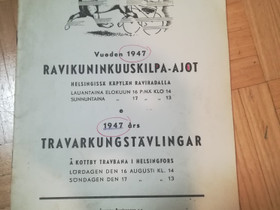 Vuoden 1947
RAVIKUNINKUUSKILPA-AJOT
HELSINGISSÄ KÄPYLÄN RAVIRADALLA
LAUANTAINA ELOKUUN 16 P:NÄ KLO 14
SUNNUNTAINA „ 17 „ „ 13
1947 års
TRAVARKUNGSTÄVLINGAR
Å KOTTBY TRAVBANA I HELSINGFORS
LÖRDAGEN DEN 16 AUGUSTI KL. 14
SÖNDAGEN DEN 17 „ „ 13